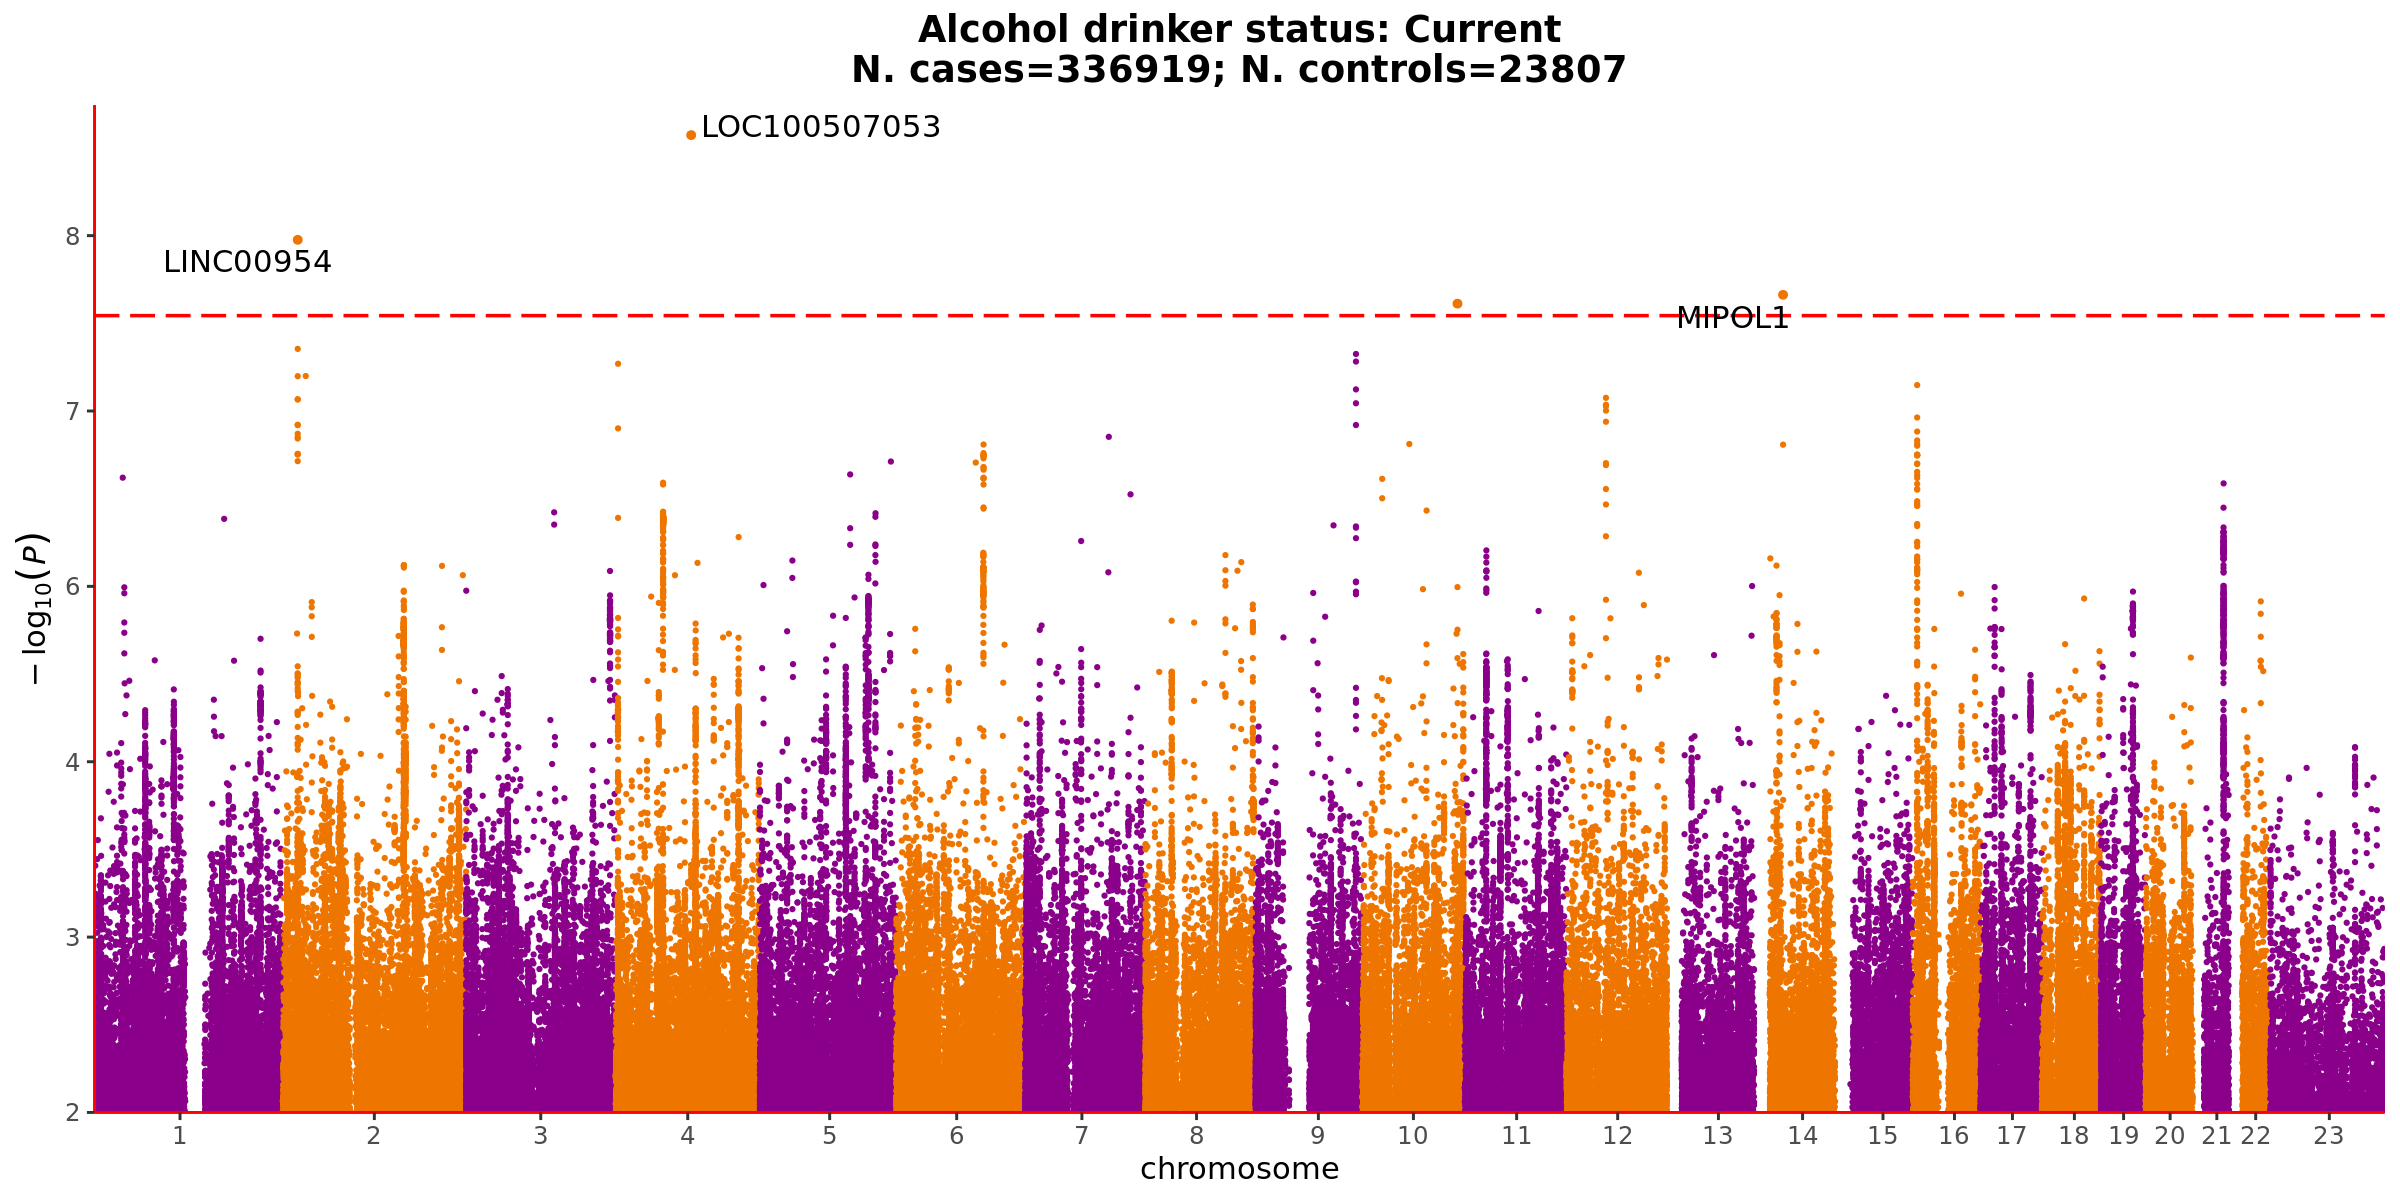 Alcohol drinker status: Current
N. cases=336919; N. controls=23807
LOC100507053
LINC00954
MIPOL1
8
7
6
4
3
2
−log10(P)
1 2 3 4 5 6 7 8 9 10 11 12 13 14 15 16 17 18 19 20 21 22 23
chromosome